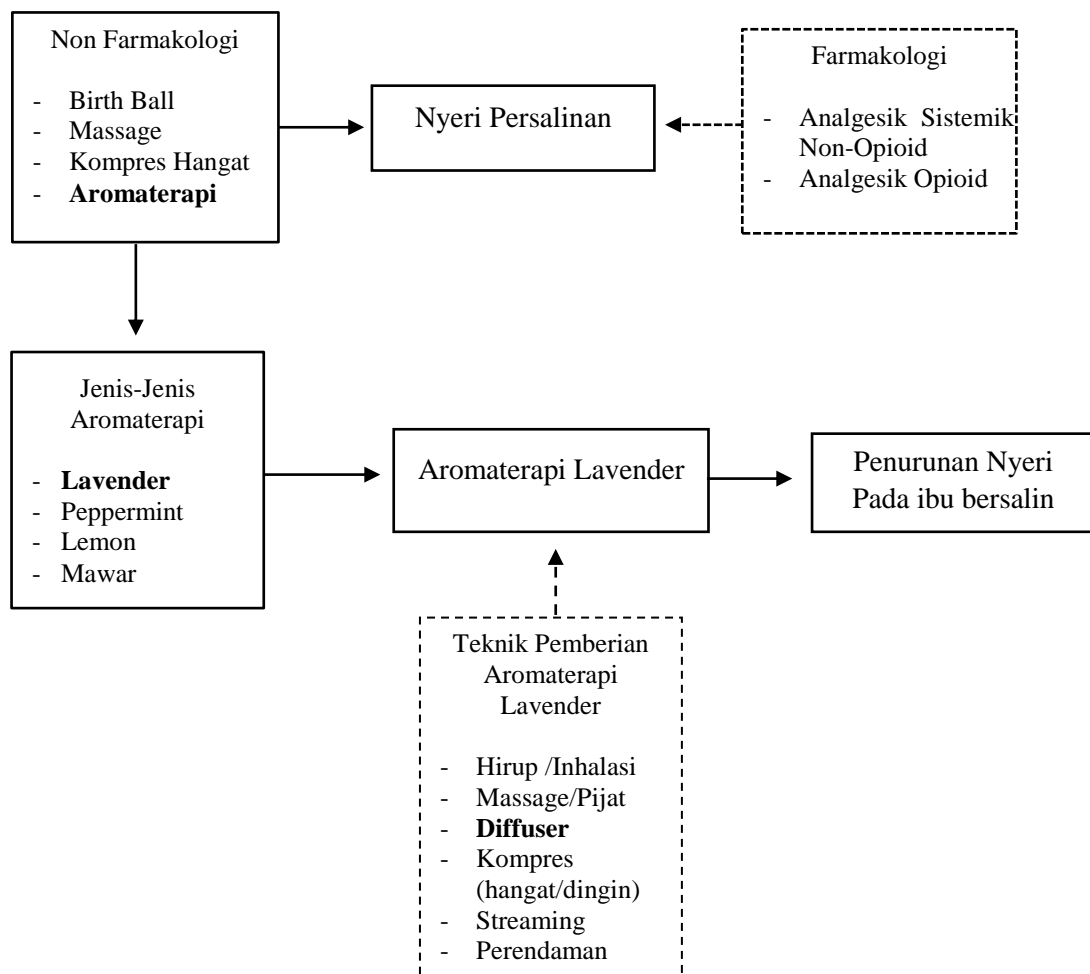 Non Farmakologi
- Birth Ball
- Massage
- Kompres Hangat
- Aromaterapi
Nyeri Persalinan
Farmakologi
- Analgesik Sistemik
Non-Opioid
- Analgesik Opioid
Jenis-Jenis
Aromaterapi
- Lavender
- Peppermint
- Lemon
- Mawar
Aromaterapi Lavender
Penurunan Nyeri
Pada ibu bersalin
Teknik Pemberian
Aromaterapi
Lavender
- Hirup /Inhalasi
- Massage/Pijat
- Diffuser
- Kompres
(hangat/dingin)
- Streaming
- Perendaman